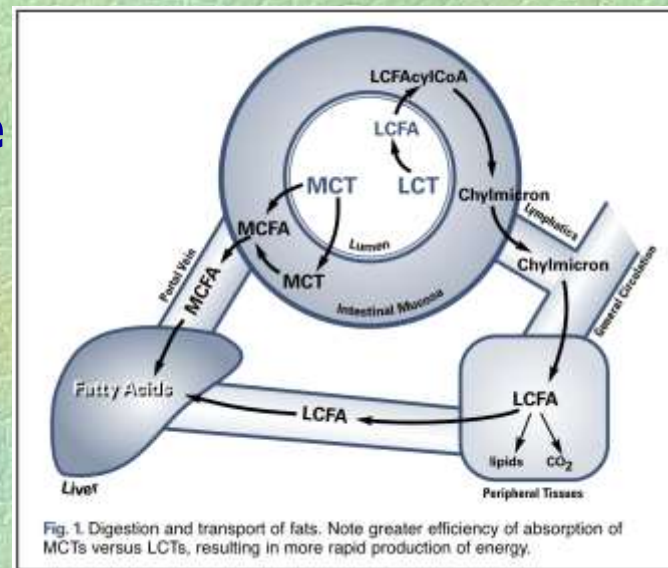 e
LCFAcylCoA
LCFA
MCT
LCT
Chylmicron
MCFA
Lumen
MCT
Intestinal Mucosa
Lymphatics
Chylmicron
General Circulation
Portal Vein
MCFA
Fatty Acids
LCFA
LCFA
lipids CO2
Liver
Peripheral Tissues
Fig. 1. Digestion and transport of fats. Note greater efficiency of absorption of
MCTs versus LCTs, resulting in more rapid production of energy.